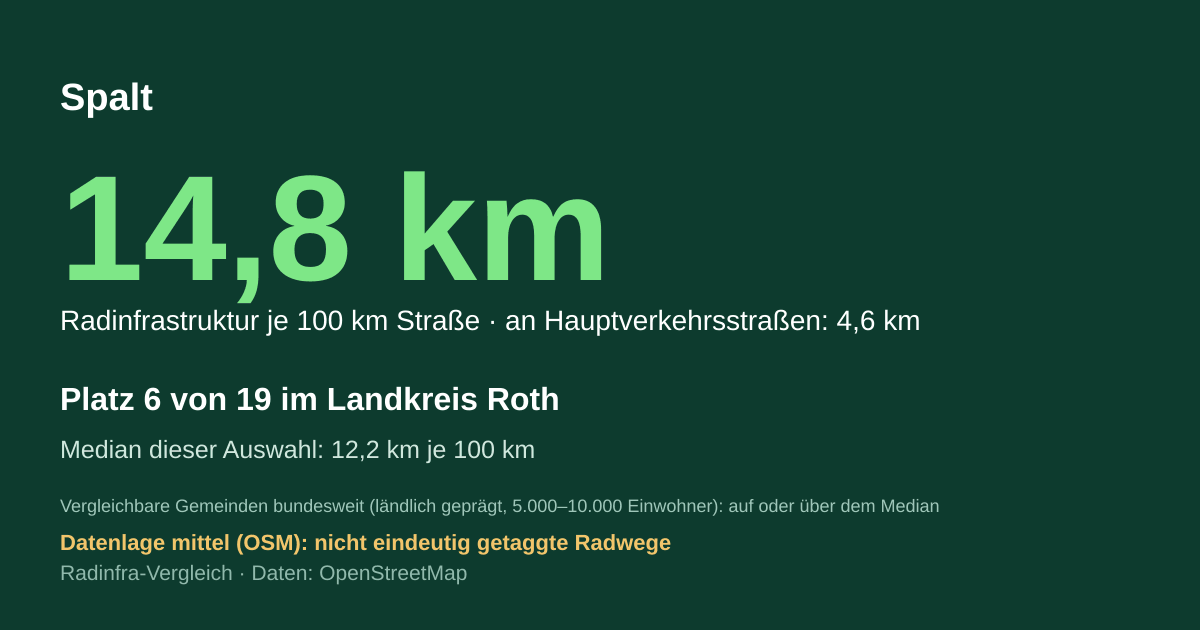 Spalt
14,8 km
Radinfrastruktur je 100 km Straße · an Hauptverkehrsstraßen: 4,6 km
Platz 6 von 19 im Landkreis Roth
Median dieser Auswahl: 12,2 km je 100 km
Vergleichbare Gemeinden bundesweit (ländlich geprägt, 5.000–10.000 Einwohner): auf oder über dem Median
Datenlage mittel (OSM): nicht eindeutig getaggte Radwege
Radinfra-Vergleich · Daten: OpenStreetMap